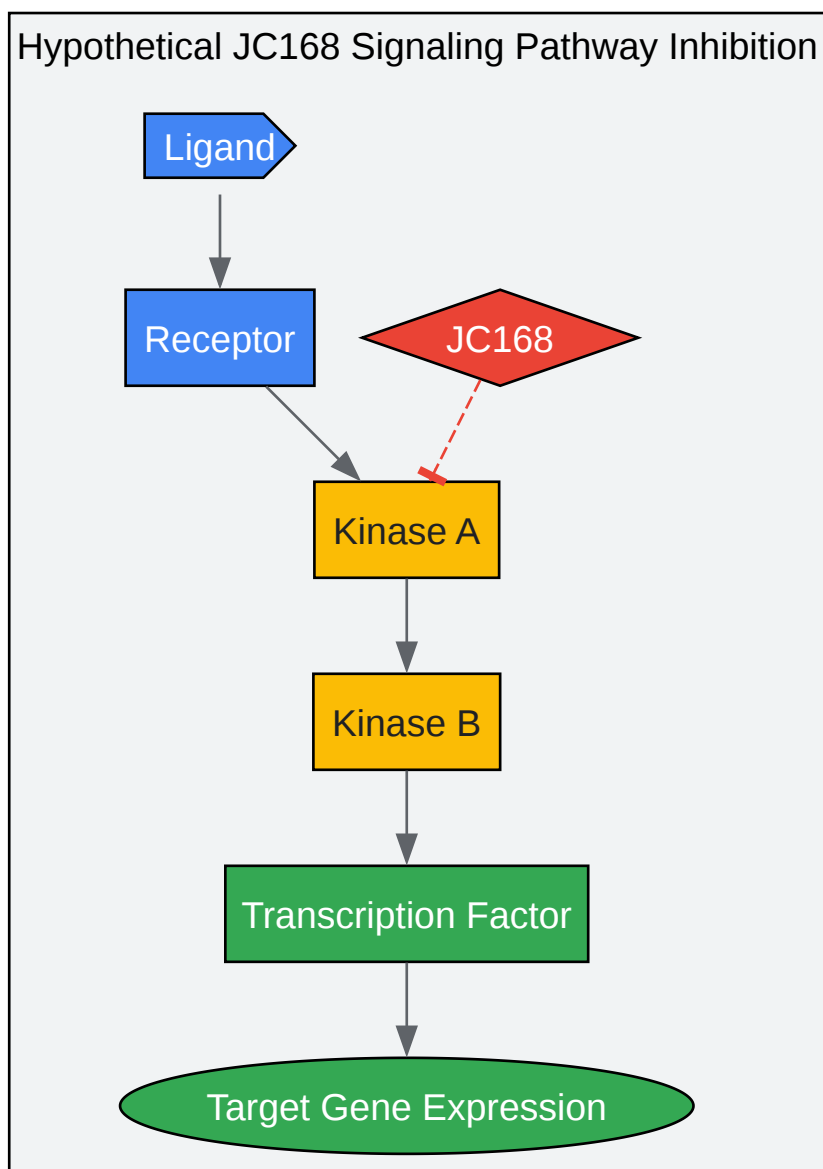 Hypothetical JC168 Signaling Pathway Inhibition
Ligand
Receptor
JC168
Kinase A
Kinase B
Transcription Factor
Target Gene Expression